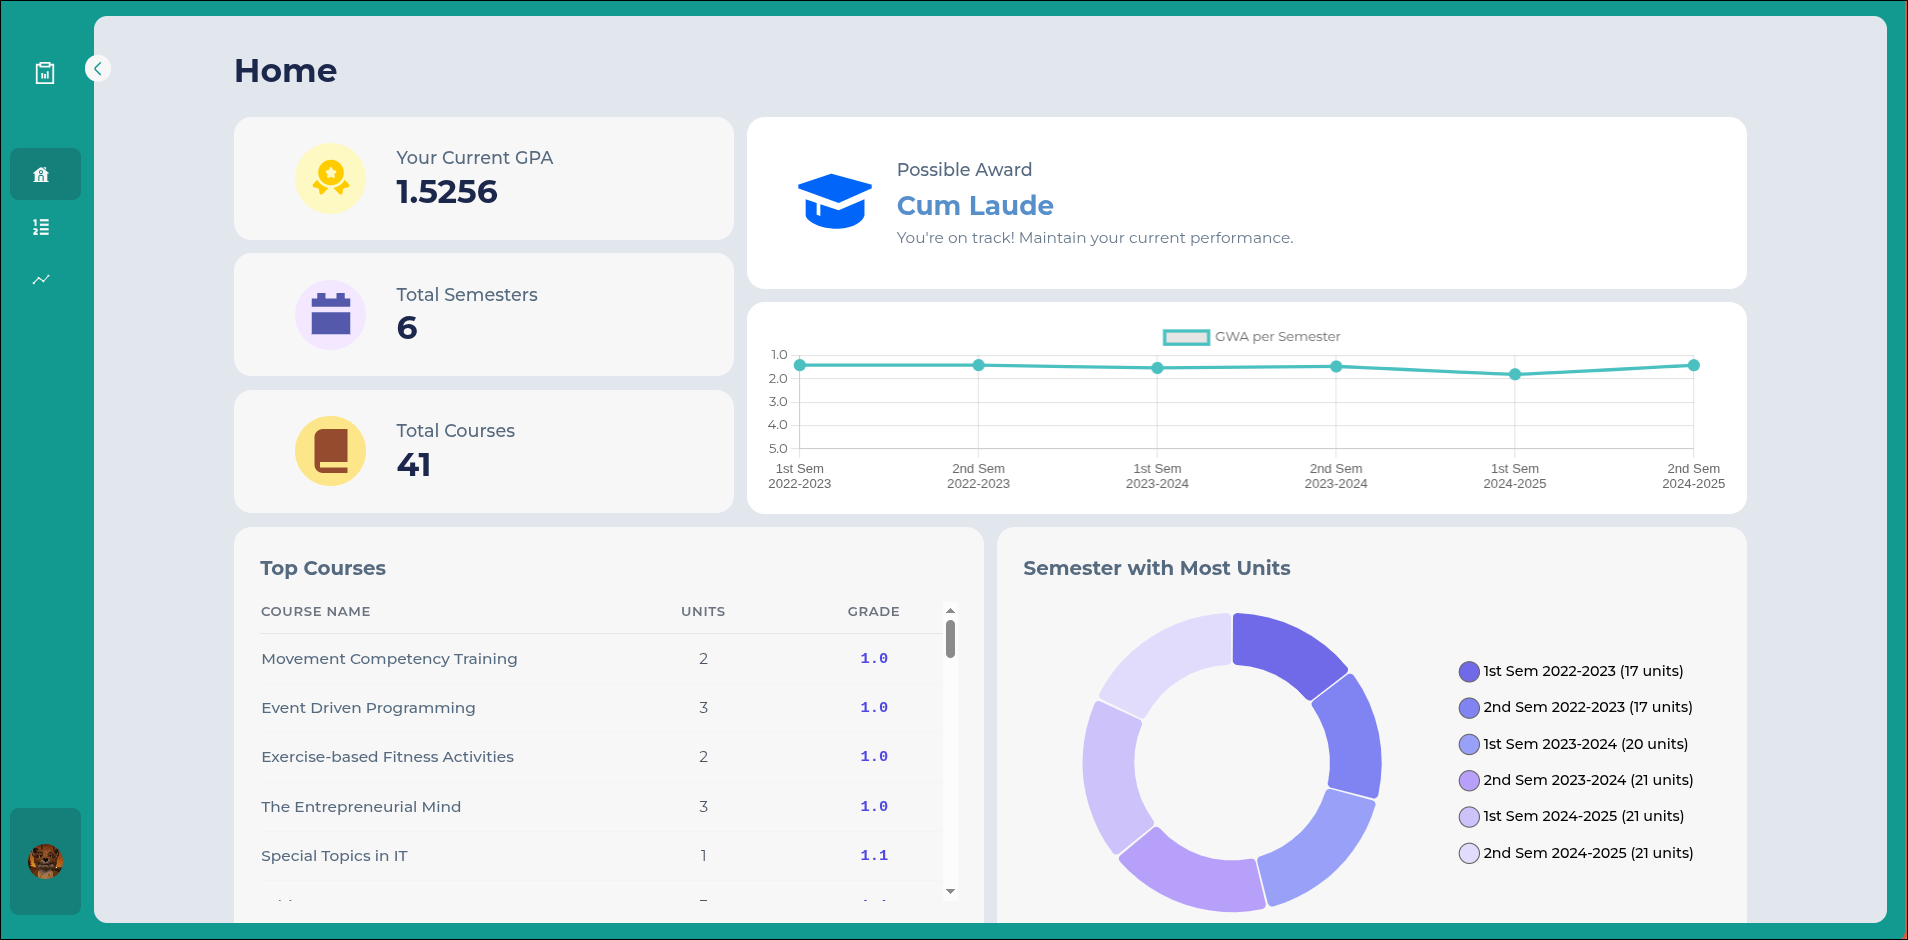 Home
Your Current GPA
1.5256
Total Semesters
6
Total Courses
41
Possible Award
Cum Laude
You're on track! Maintain your current performance.
GWA per Semester
1.0
2.0
3.0
4.0
5.0
1st Sem 2nd Sem 1st Sem 2nd Sem 1st Sem 2nd Sem
2022-2023 2022-2023 2023-2024 2023-2024 2024-2025 2024-2025
Top Courses
COURSE NAME UNITS GRADE
Movement Competency Training 2 1.0
Event Driven Programming 3 1.0
Exercise-based Fitness Activities 2 1.0
The Entrepreneurial Mind 3 1.0
Special Topics in IT 1 1.1
Semester with Most Units
1st Sem 2022-2023 (17 units)
2nd Sem 2022-2023 (17 units)
1st Sem 2023-2024 (20 units)
2nd Sem 2023-2024 (21 units)
1st Sem 2024-2025 (21 units)
2nd Sem 2024-2025 (21 units)